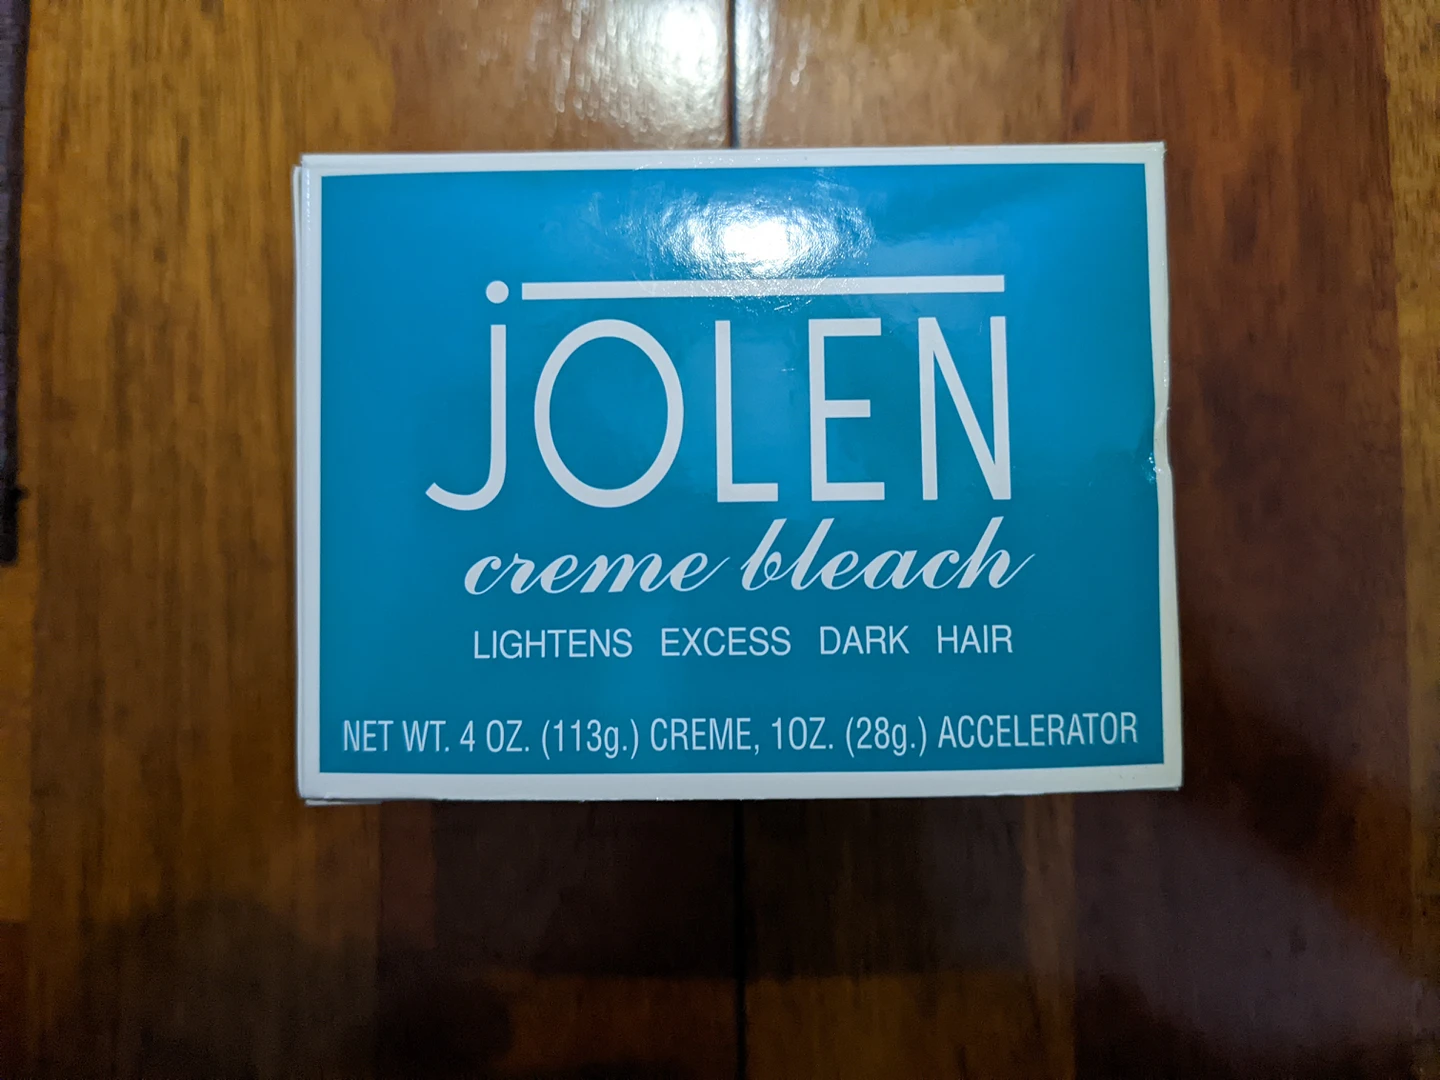 jOLEN
creme bleach
LIGHTENS EXCESS DARK HAIR
NET WT. 4 OZ. (113g.) CREME, 1OZ. (28g.) ACCELERATOR